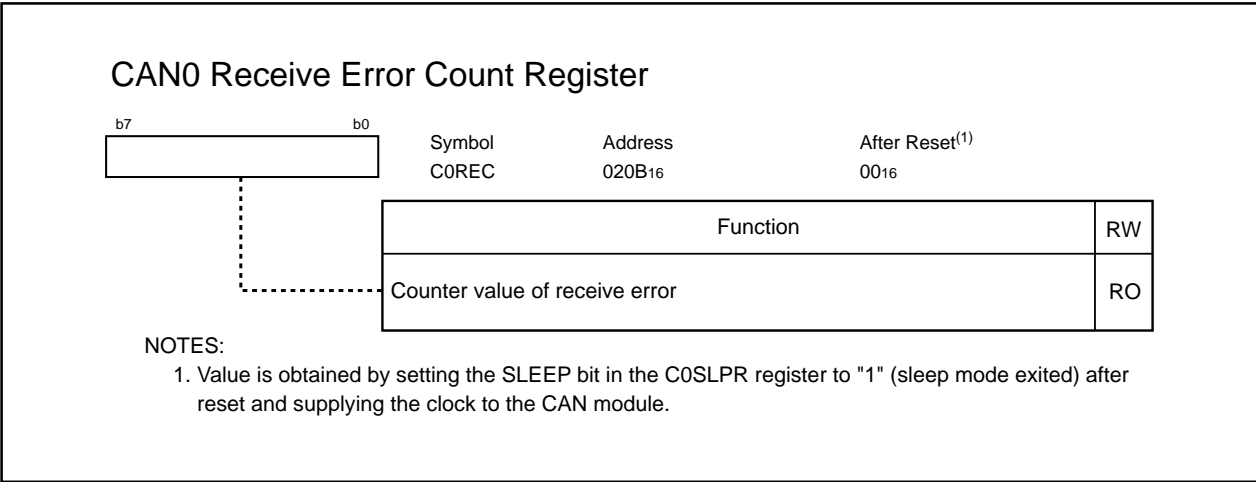 CAN0 Receive Error Count Register
b7 b0
Symbol Address After Reset(1)
C0REC 020B16 0016
Function RW
Counter value of receive error RO
NOTES:
1. Value is obtained by setting the SLEEP bit in the C0SLPR register to "1" (sleep mode exited) after
reset and supplying the clock to the CAN module.